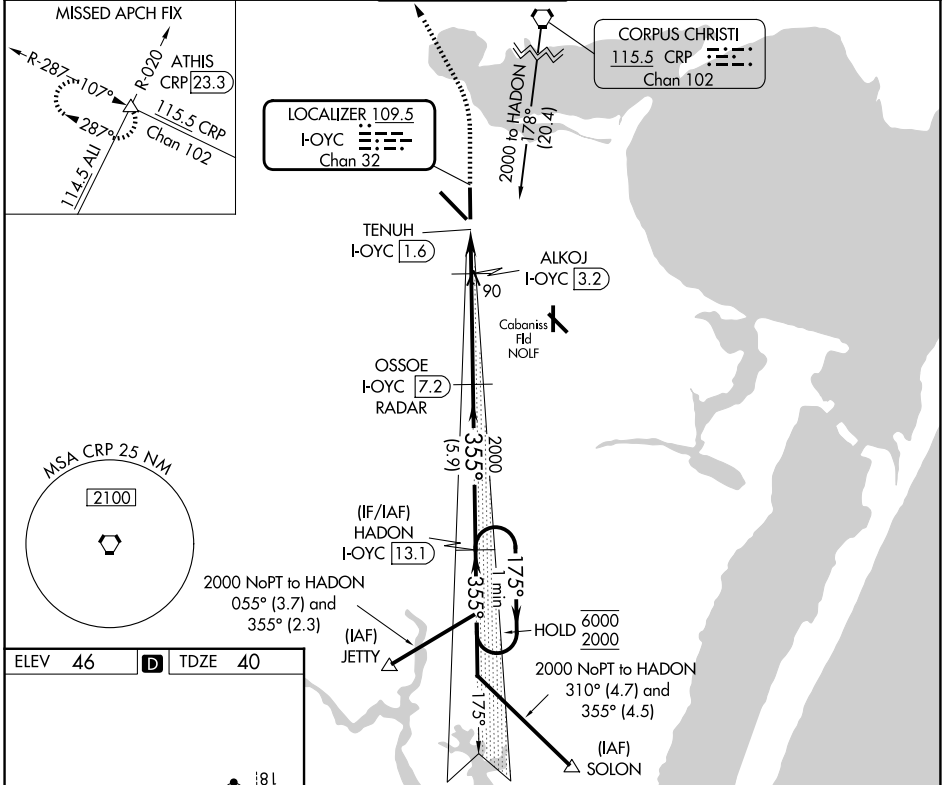 MISSED APCH FIX
R-287
107°
R-020
ATHIS
CRP 23.3
287°
115.5 CRP
Chan 102
114.5 ALI
LOCALIZER 109.5
I-OYC
Chan 32
CORPUS CHRISTI
115.5 CRP
Chan 102
2000 to HADON
178°
(20.4)
TENUH
I-OYC 1.6
ALKOJ
I-OYC 3.2
90
Cabaniss
Fld
NOLF
OSSOE
I-OYC 7.2
RADAR
2000
355°
(5.9)
MSA CRP 25 NM
2100
(IF/IAF)
HADON
I-OYC 13.1
175°
1 min
355°
HOLD 6000
2000
2000 NoPT to HADON
055° (3.7) and
355° (2.3)
(IAF)
JETTY
2000 NoPT to HADON
310° (4.7) and
355° (4.5)
175°
(IAF)
SOLON
ELEV 46 D TDZE 40
18L